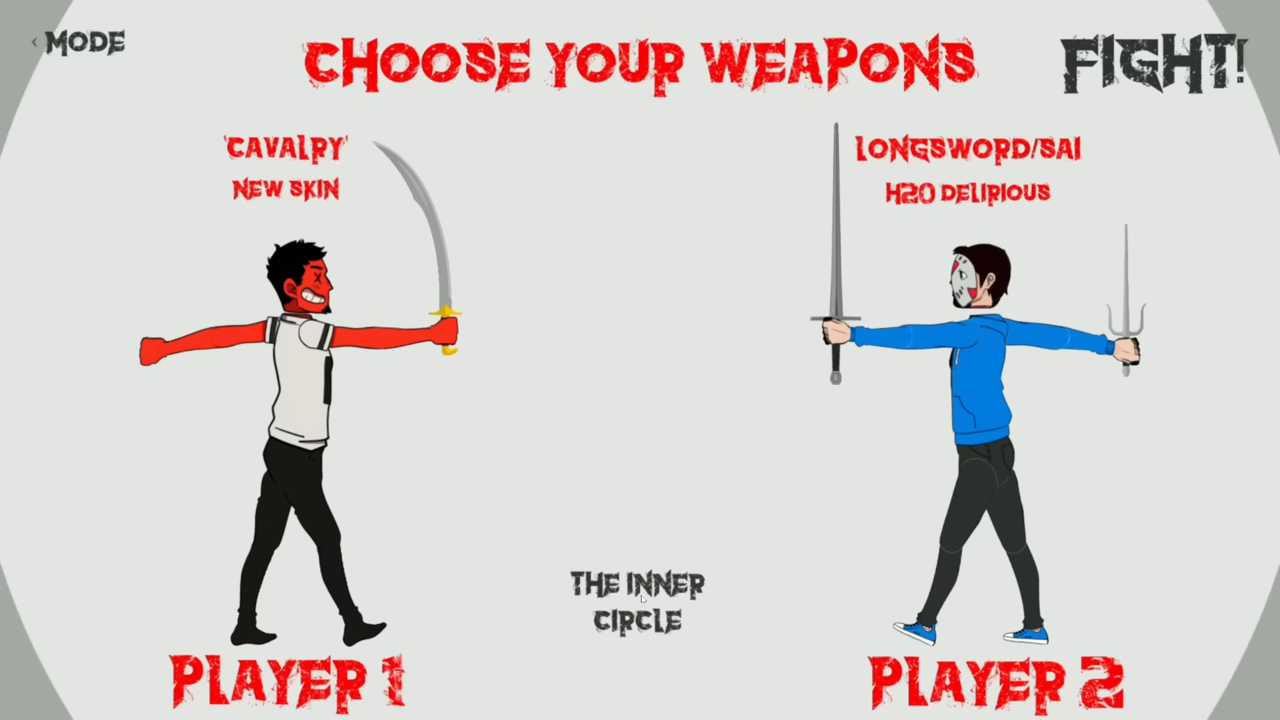 ‹ MODE
CHOOSE YOUR WEAPONS
FIGHT!
'CAVALRY'
NEW SKIN
LONGSWORD/SAI
H2O DELIRIOUS
THE INNER
CIRCLE
PLAYER 1
PLAYER 2